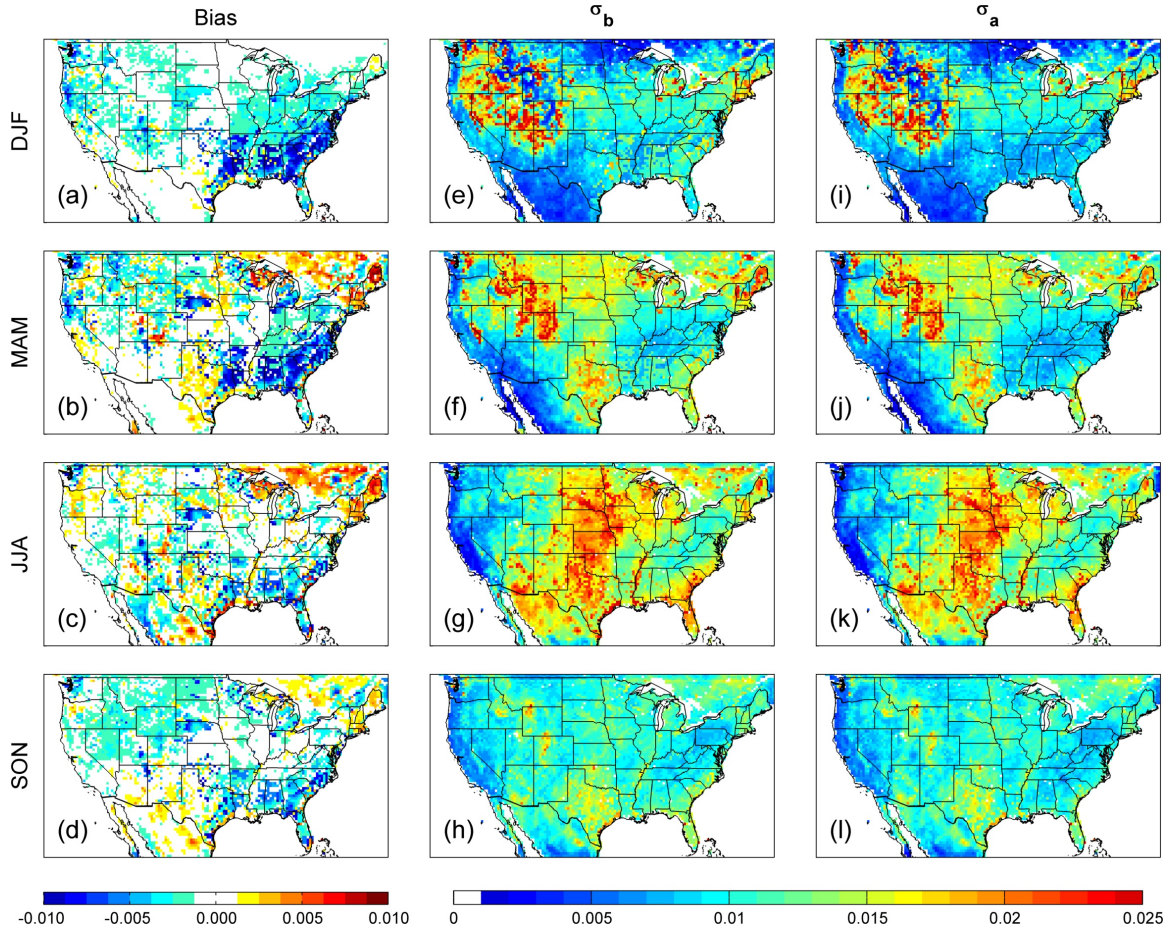 Bias σb σa
DJF
(a) (e) (i)
MAM
(b) (f) (j)
JJA
(c) (g) (k)
SON
(d) (h) (l)
-0.010 -0.005 0.000 0.005 0.010 0 0.005 0.010 0.015 0.02 0.025